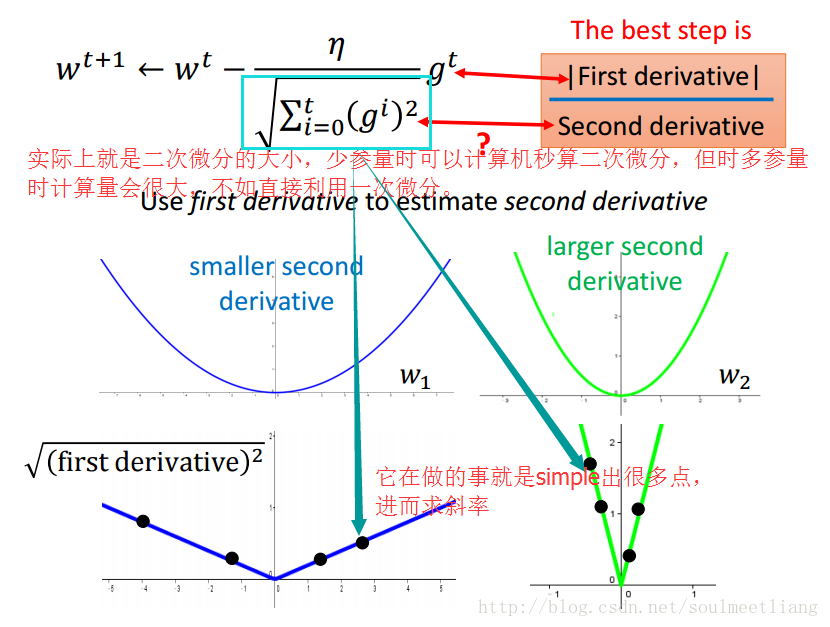 The best step is
w^{t+1} ← w^t − \frac{η}{\sqrt{∑_{i=0}^{t}(g^i)^2}} g^t
|First derivative|
Second derivative
?
实际上就是二次微分的大小，少参量时可以计算机秒算二次微分，但时多参量
时计算量会很大，不如直接利用一次微分。
Use first derivative to estimate second derivative
smaller second
derivative
larger second
derivative
w_1
w_2
\sqrt{(first derivative)^2}
它在做的事就是simple出很多点，
进而求斜率
http://blog.csdn.net/soulmeetliang